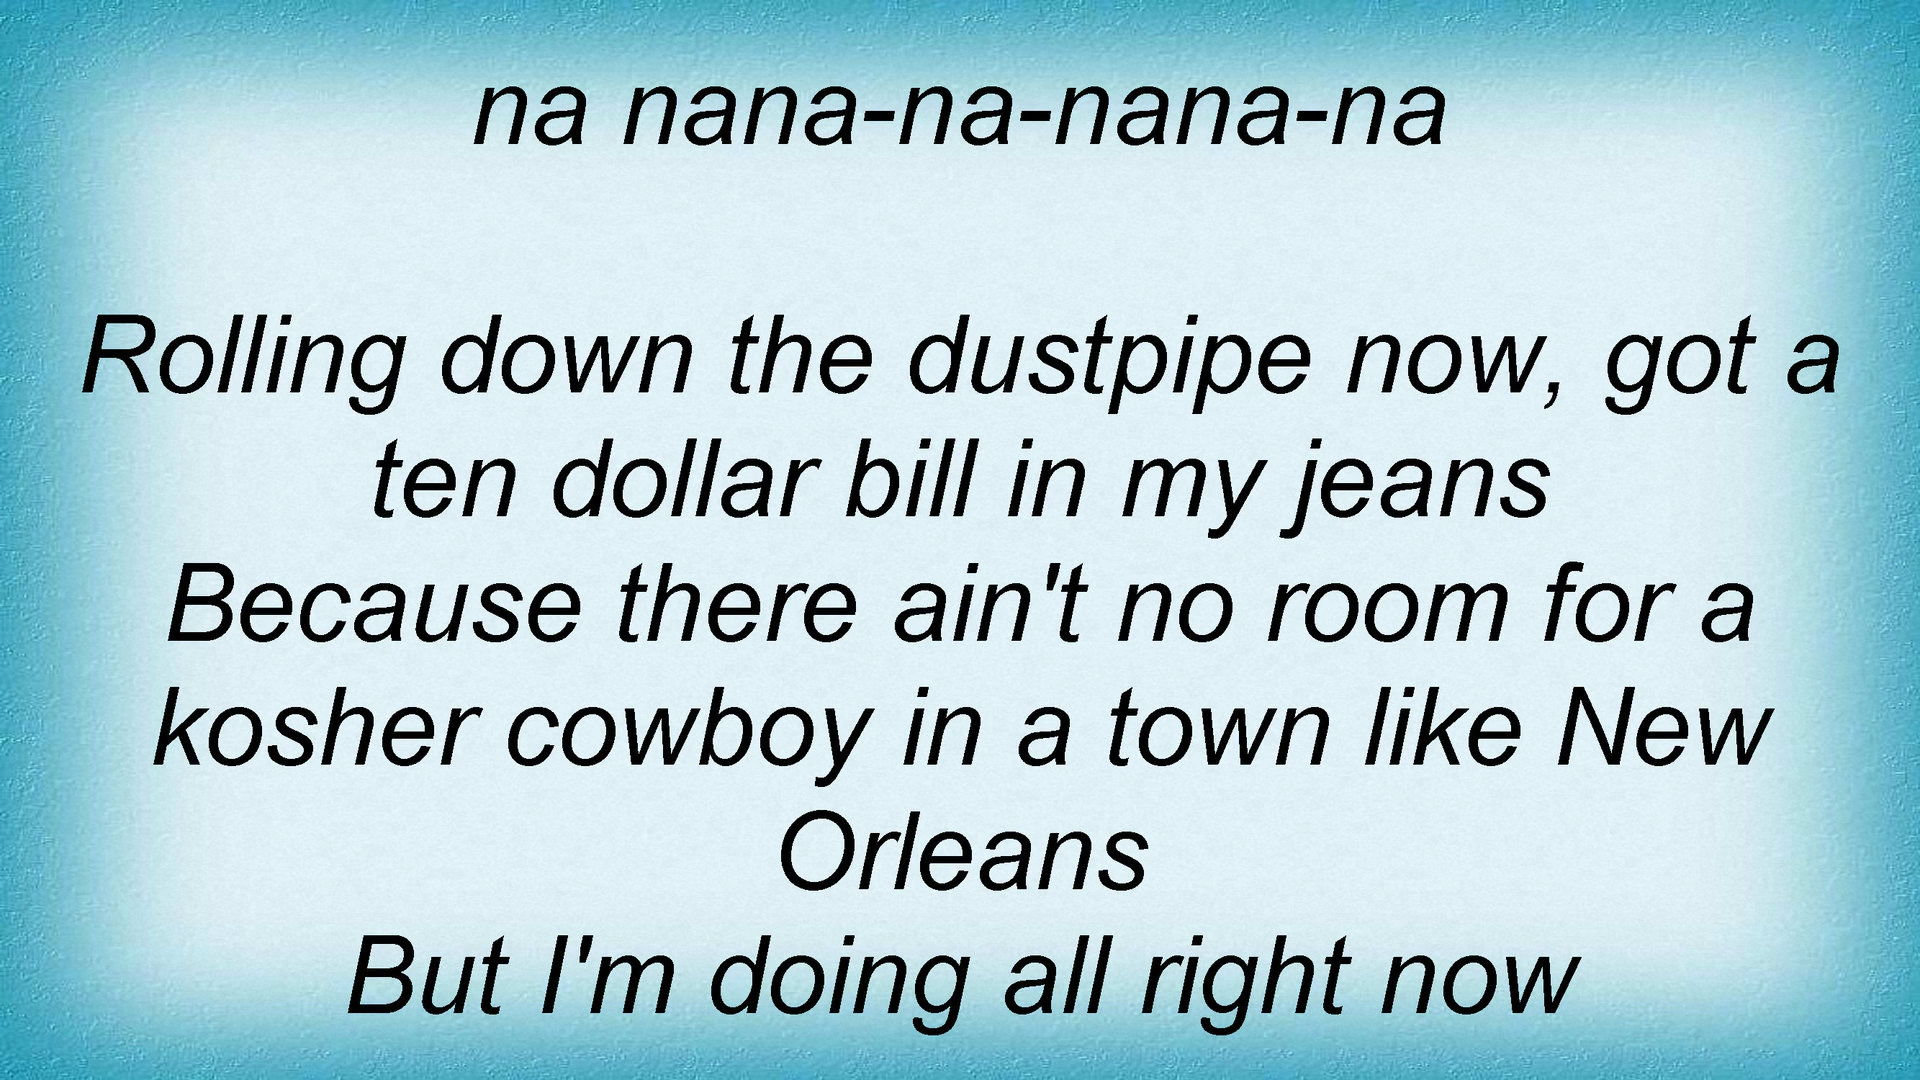 na nana-na-nana-na
Rolling down the dustpipe now, got a
ten dollar bill in my jeans
Because there ain't no room for a
kosher cowboy in a town like New
Orleans
But I'm doing all right now